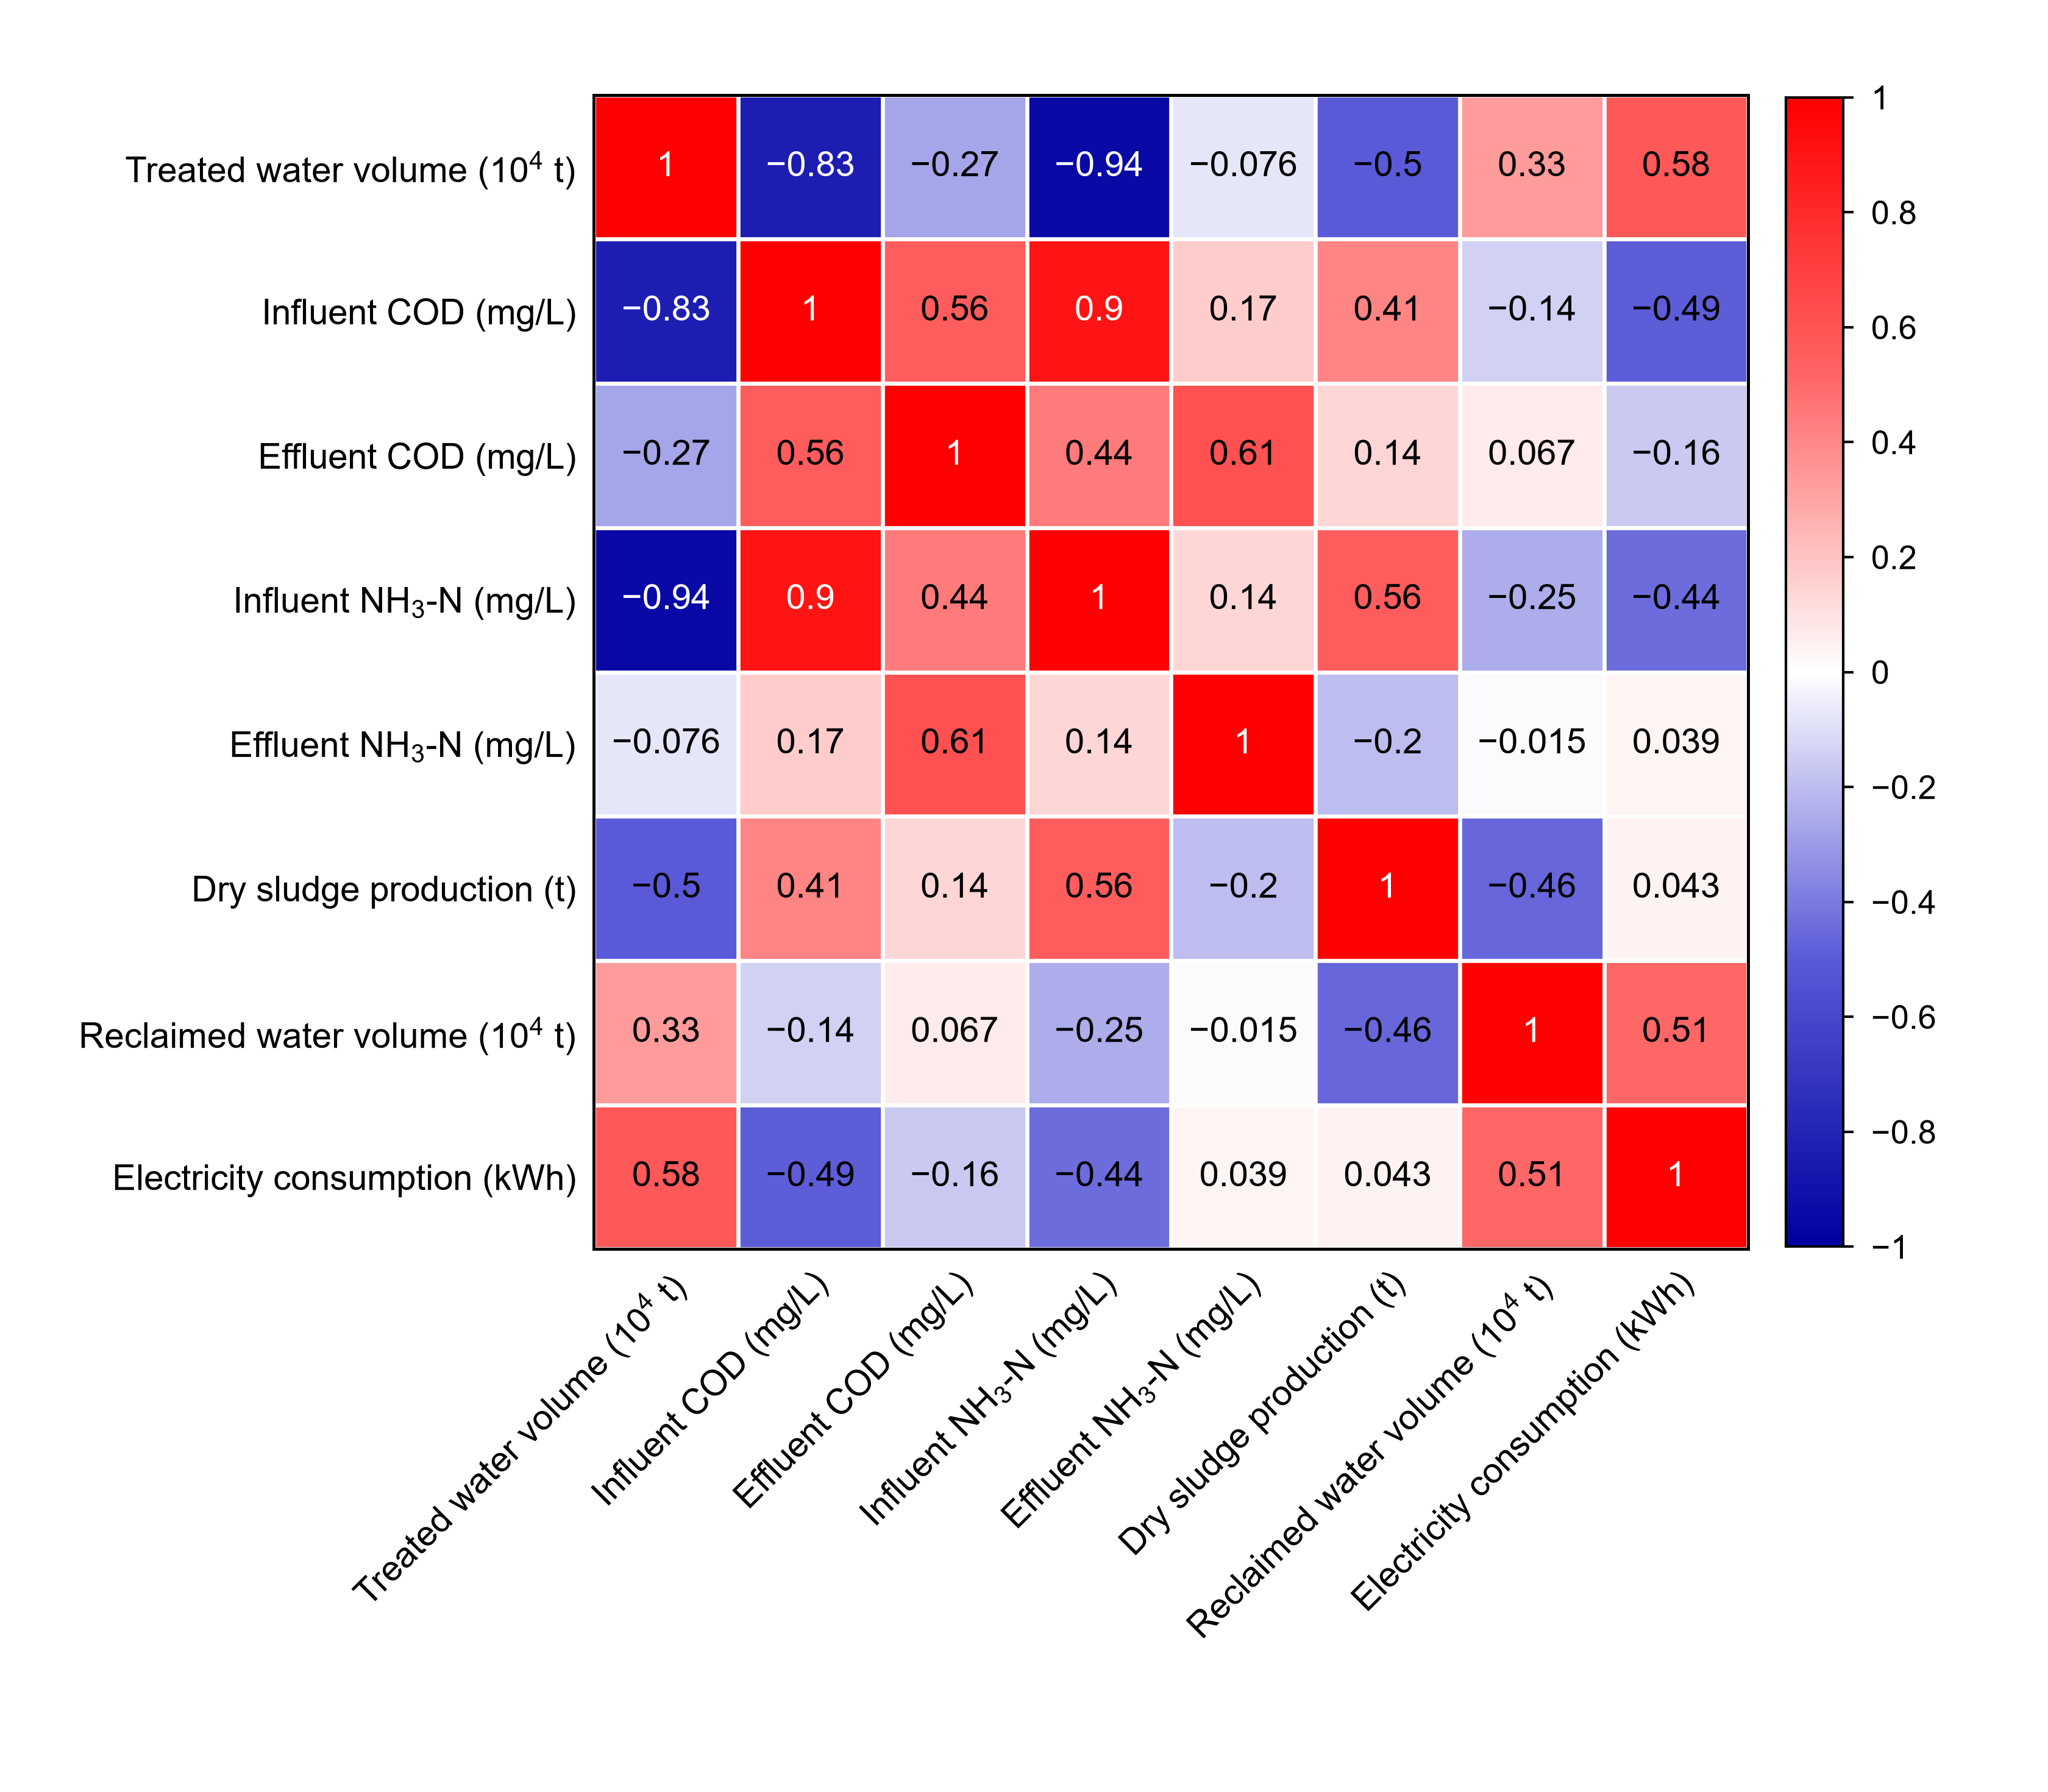 Treated water volume (10⁴ t) 1 −0.83 −0.27 −0.94 −0.076 −0.5 0.33 0.58
Influent COD (mg/L) −0.83 1 0.56 0.9 0.17 0.41 −0.14 −0.49
Effluent COD (mg/L) −0.27 0.56 1 0.44 0.61 0.14 0.067 −0.16
Influent NH₃-N (mg/L) −0.94 0.9 0.44 1 0.14 0.56 −0.25 −0.44
Effluent NH₃-N (mg/L) −0.076 0.17 0.61 0.14 1 −0.2 −0.015 0.039
Dry sludge production (t) −0.5 0.41 0.14 0.56 −0.2 1 −0.46 0.043
Reclaimed water volume (10⁴ t) 0.33 −0.14 0.067 −0.25 −0.015 −0.46 1 0.51
Electricity consumption (kWh) 0.58 −0.49 −0.16 −0.44 0.039 0.043 0.51 1
Treated water volume (10⁴ t)
Influent COD (mg/L)
Effluent COD (mg/L)
Influent NH₃-N (mg/L)
Effluent NH₃-N (mg/L)
Dry sludge production (t)
Reclaimed water volume (10⁴ t)
Electricity consumption (kWh)
1
0.8
0.6
0.4
0.2
0
−0.2
−0.4
−0.6
−0.8
−1